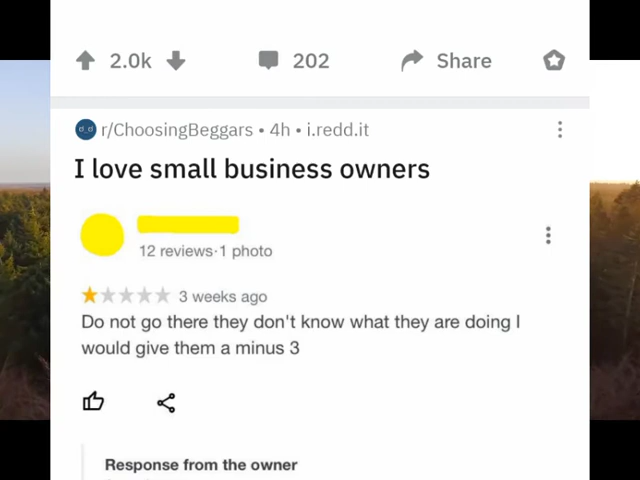 2.0k 202 Share
r/ChoosingBeggars • 4h • i.redd.it
I love small business owners
12 reviews·1 photo
3 weeks ago
Do not go there they don't know what they are doing I
would give them a minus 3
Response from the owner